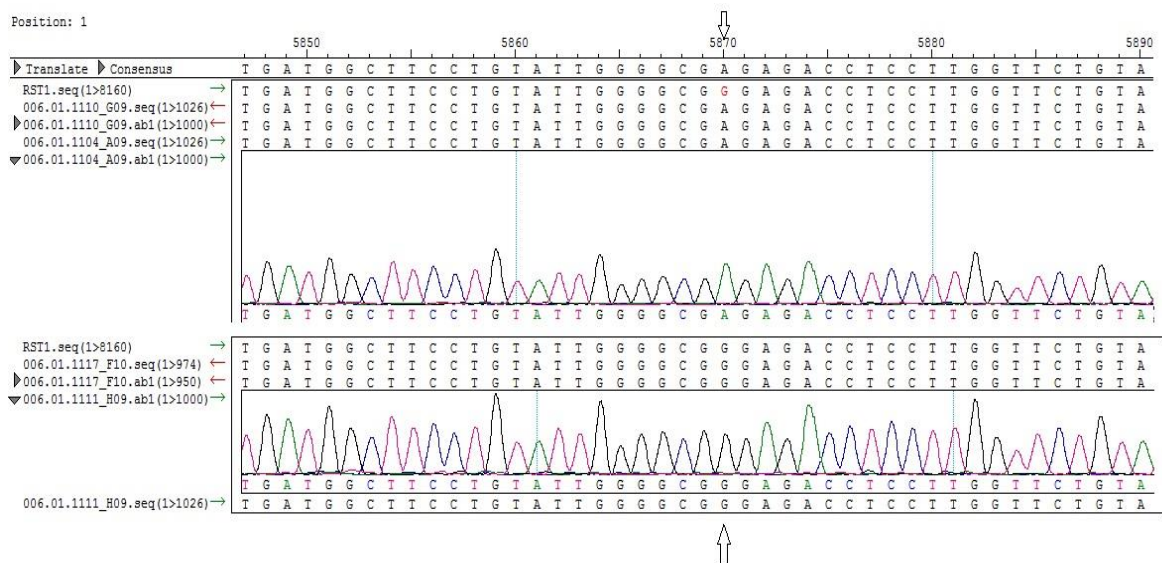 Position: 1
5850 5860 5870 5880 5890
Translate Consensus T G A T G G C T T C C T G T A T T G G G G C G A G A G A C C T C C T T G G T T C T G T A
RST1.seq(1>8160) → T G A T G G C T T C C T G T A T T G G G G C G G G A G A C C T C C T T G G T T C T G T A
006.01.1110_G09.seq(1>1026) ← T G A T G G C T T C C T G T A T T G G G G C G A G A G A C C T C C T T G G T T C T G T A
006.01.1110_G09.ab1(1>1000) ← T G A T G G C T T C C T G T A T T G G G G C G A G A G A C C T C C T T G G T T C T G T A
006.01.1104_A09.seq(1>1026) → T G A T G G C T T C C T G T A T T G G G G C G A G A G A C C T C C T T G G T T C T G T A
006.01.1104_A09.ab1(1>1000) →
T G A T G G C T T C C T G T A T T G G G G C G A G A G A C C T C C T T G G T T C T G T A
RST1.seq(1>8160) → T G A T G G C T T C C T G T A T T G G G G C G G G A G A C C T C C T T G G T T C T G T A
006.01.1117_F10.seq(1>974) ← T G A T G G C T T C C T G T A T T G G G G C G G G A G A C C T C C T T G G T T C T G T A
006.01.1117_F10.ab1(1>950) ← T G A T G G C T T C C T G T A T T G G G G C G G G A G A C C T C C T T G G T T C T G T A
006.01.1111_H09.ab1(1>1000) →
T G A T G G C T T C C T G T A T T G G G G C G G G A G A C C T C C T T G G T T C T G T A
006.01.1111_H09.seq(1>1026) → T G A T G G C T T C C T G T A T T G G G G C G G G A G A C C T C C T T G G T T C T G T A